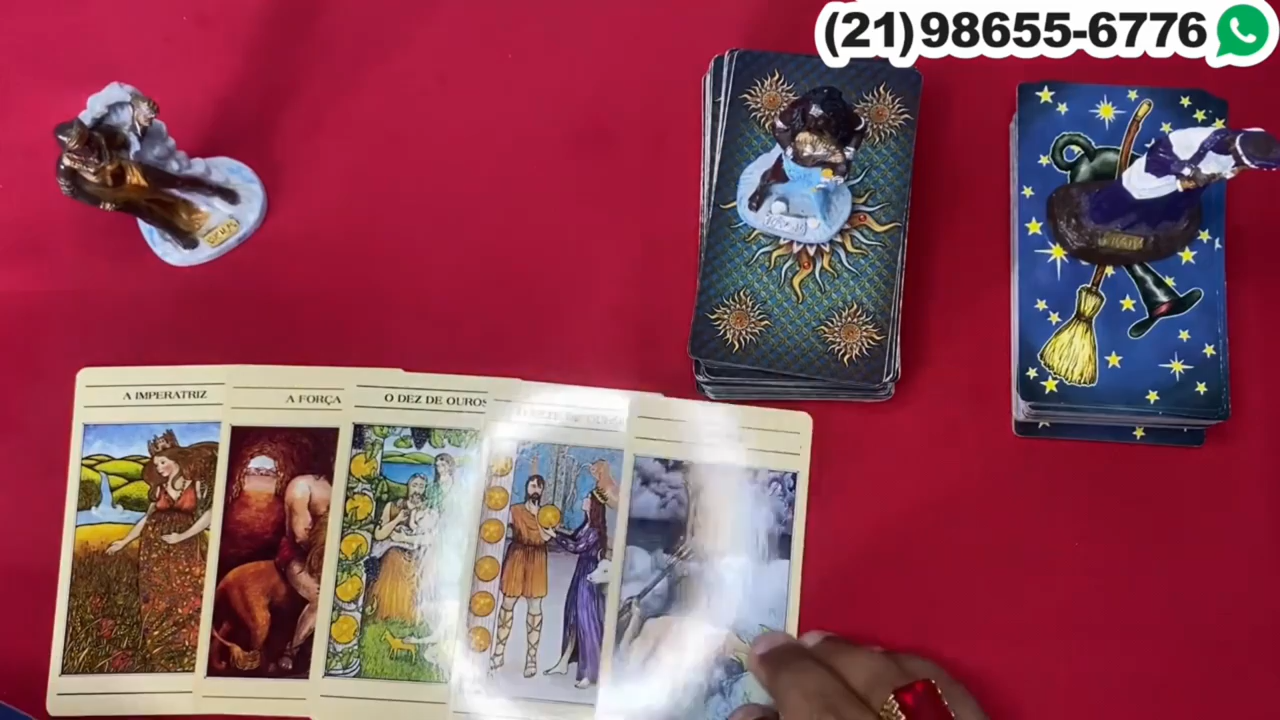 (21)98655-6776
A IMPERATRIZ
A FORÇA
O DEZ DE OUROS